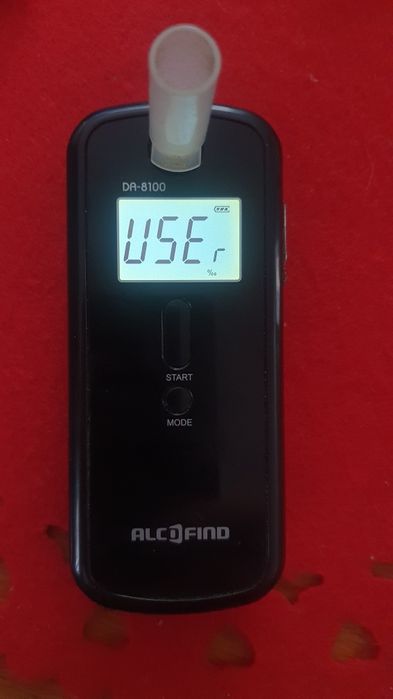 DA-8100
USEr
‰
START
MODE
ALCOFIND